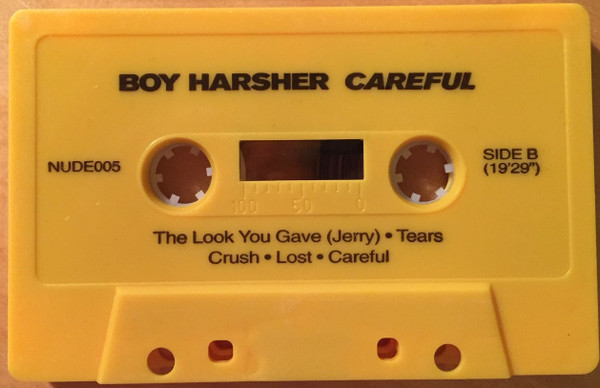 BOY HARSHER CAREFUL
NUDE005
SIDE B
(19'29")
100 50 0
The Look You Gave (Jerry) • Tears
Crush • Lost • Careful